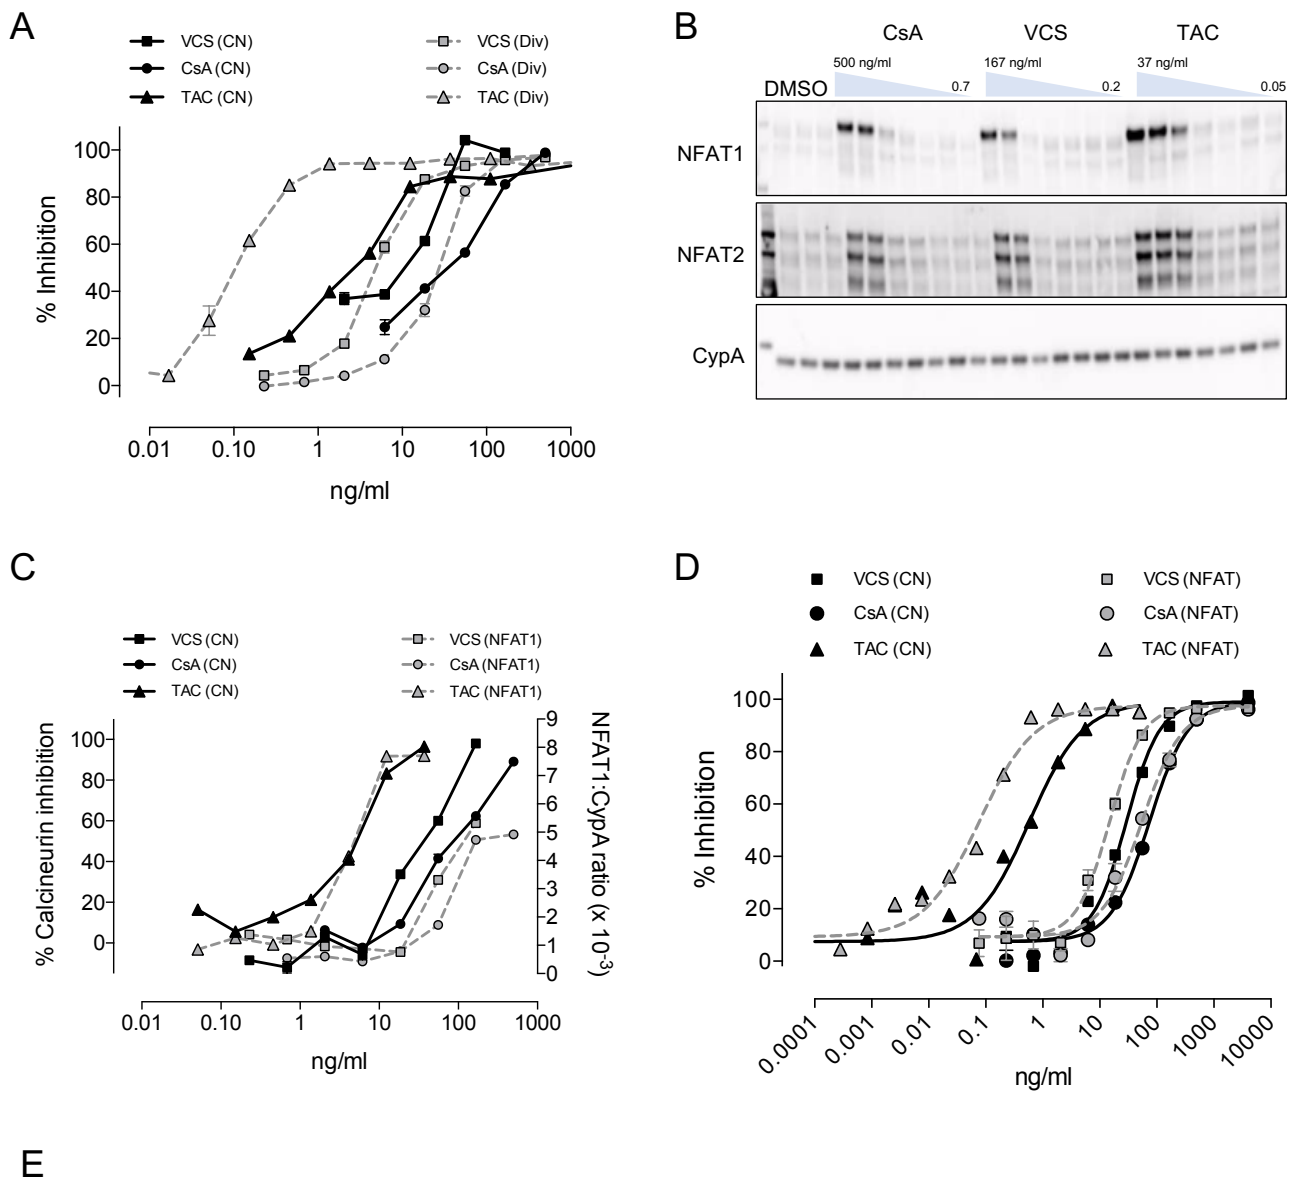 A
VCS (CN)
CsA (CN)
TAC (CN)
VCS (Div)
CsA (Div)
TAC (Div)
% Inhibition
100
80
60
40
20
0
0.01 0.10 1 10 100 1000
ng/ml
B
CsA VCS TAC
500 ng/ml 167 ng/ml 37 ng/ml
DMSO 0.7 0.2 0.05
NFAT1
NFAT2
CypA
C
VCS (CN)
CsA (CN)
TAC (CN)
VCS (NFAT1)
CsA (NFAT1)
TAC (NFAT1)
% Calcineurin inhibition
100
80
60
40
20
0
9
8
7
6
5
4
3
2
1
0
NFAT1:CypA ratio (x 10⁻³)
0.01 0.10 1 10 100 1000
ng/ml
D
VCS (CN)
CsA (CN)
TAC (CN)
VCS (NFAT)
CsA (NFAT)
TAC (NFAT)
% Inhibition
100
80
60
40
20
0
0.0001 0.001 0.01 0.1 1 10 100 1000 10000
ng/ml
E